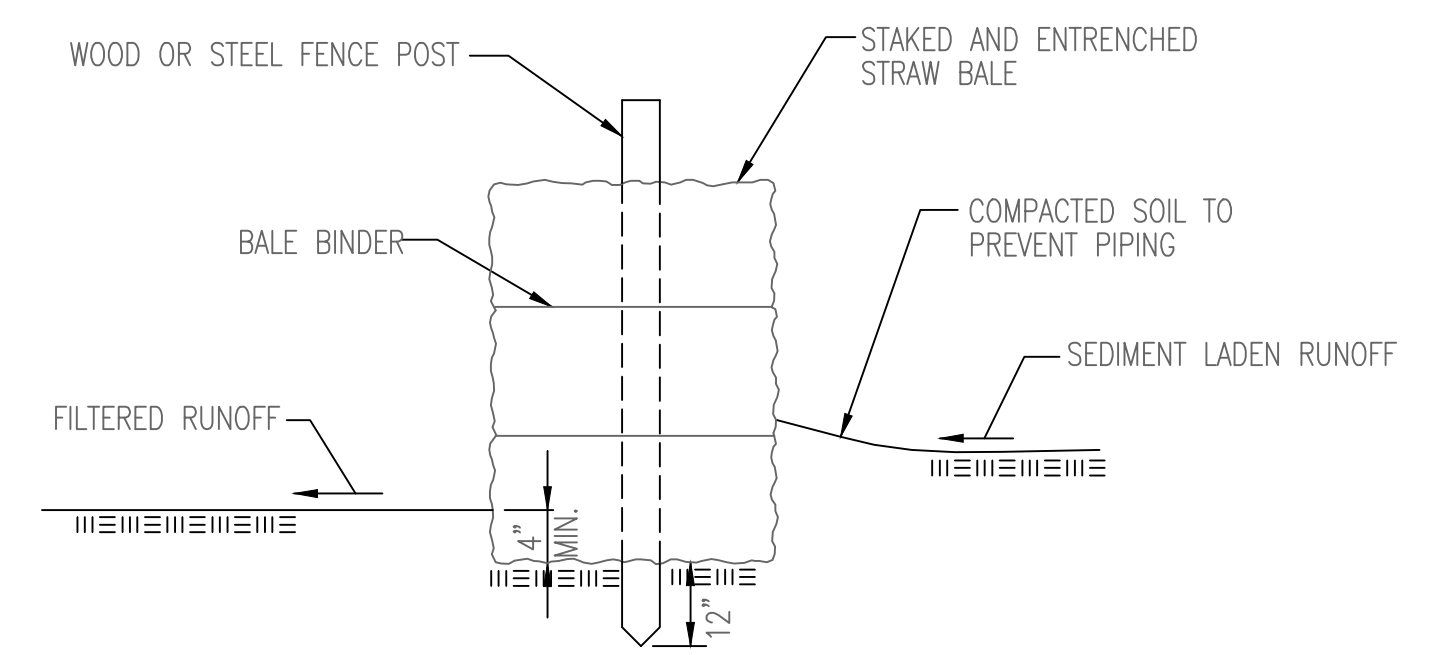 WOOD OR STEEL FENCE POST
STAKED AND ENTRENCHED
STRAW BALE
BALE BINDER
COMPACTED SOIL TO
PREVENT PIPING
SEDIMENT LADEN RUNOFF
FILTERED RUNOFF
4"
MIN.
12"